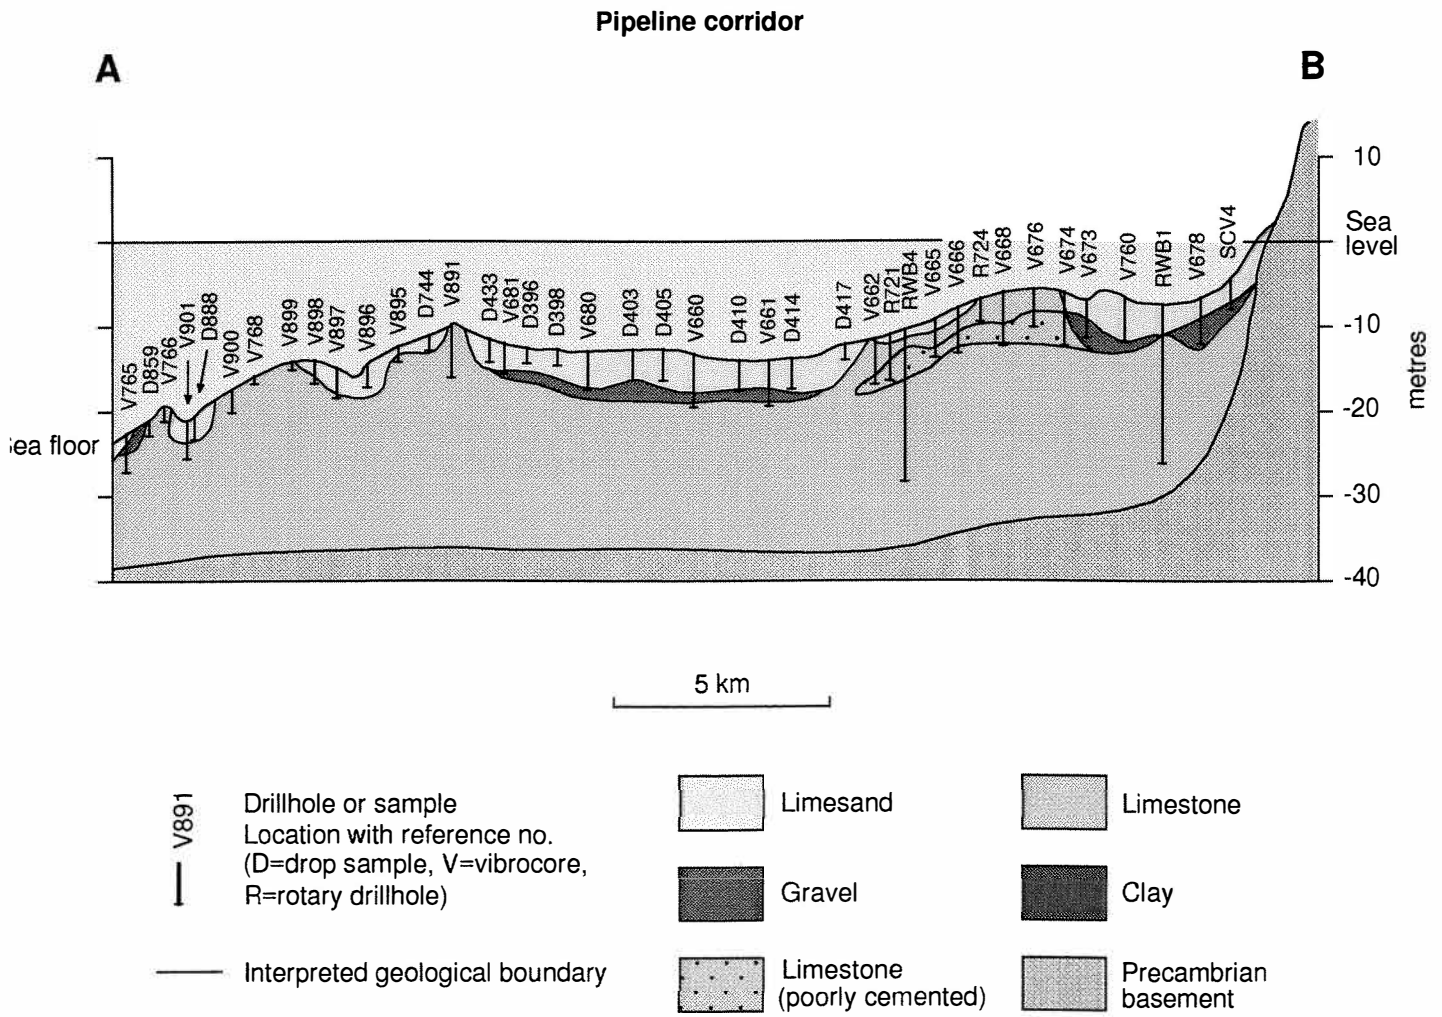 Pipeline corridor
A
B
10
Sea
level
-10
-20
-30
-40
metres
ea floor
V765
D859
V766
V901
D888
V900
V768
V899
V898
V897
V896
V895
D744
V891
D433
V681
D396
D398
V680
D403
D405
V660
D410
V661
D414
D417
V662
R721
RWB4
V665
V666
R724
V668
V676
V674
V673
V760
RWB1
V678
SCV4
5 km
V891
Drillhole or sample
Location with reference no.
(D=drop sample, V=vibrocore,
R=rotary drillhole)
Interpreted geological boundary
Limesand
Gravel
Limestone
(poorly cemented)
Limestone
Clay
Precambrian
basement